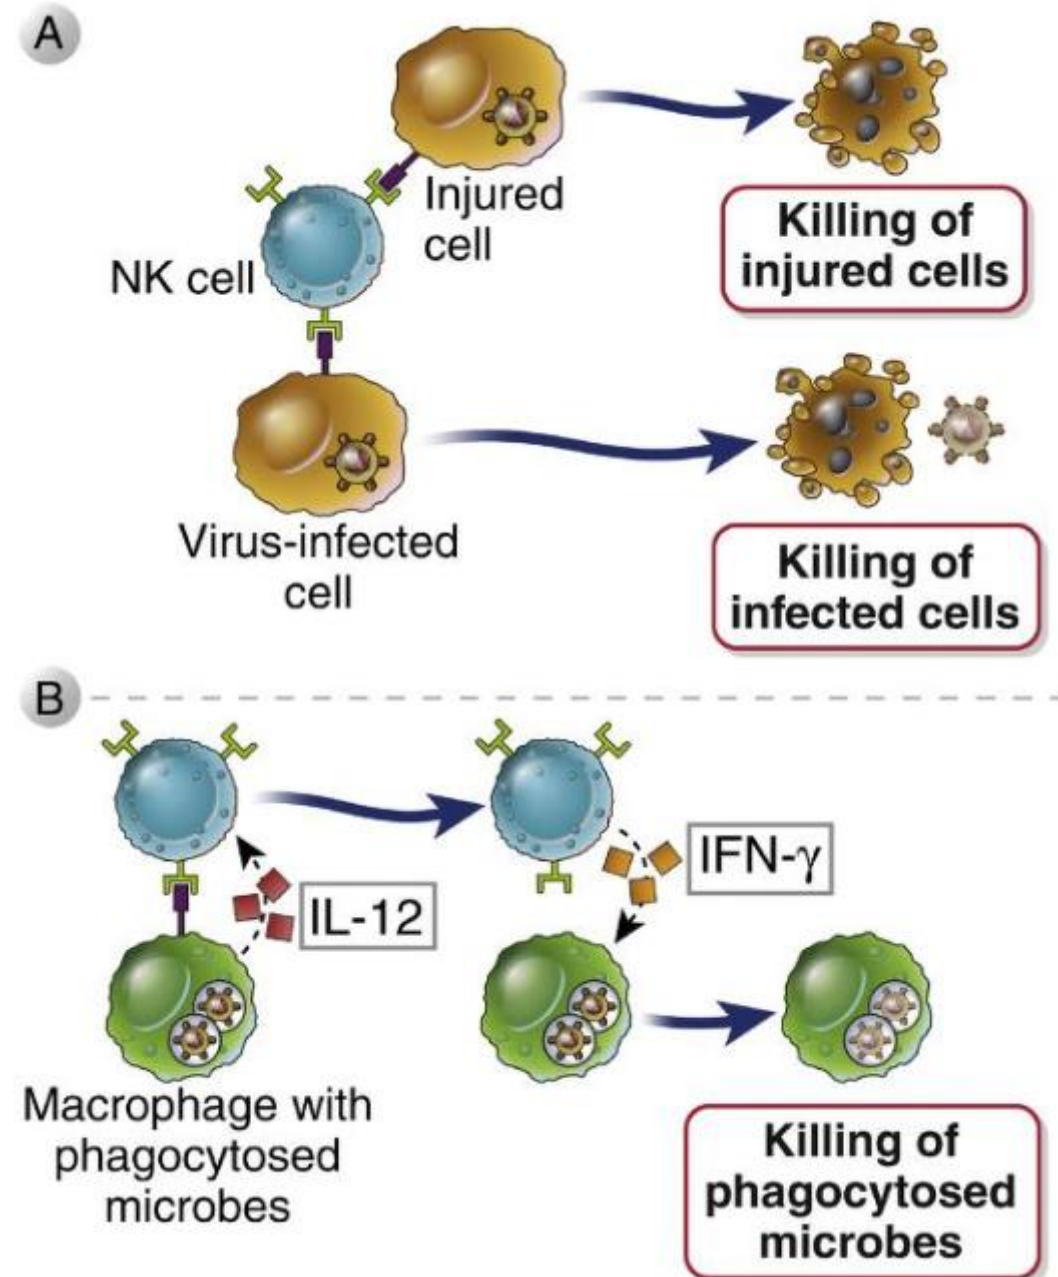 A
Injured
cell
NK cell
Killing of
injured cells
Virus-infected
cell
Killing of
infected cells
B
IL-12
IFN-γ
Macrophage with
phagocytosed
microbes
Killing of
phagocytosed
microbes